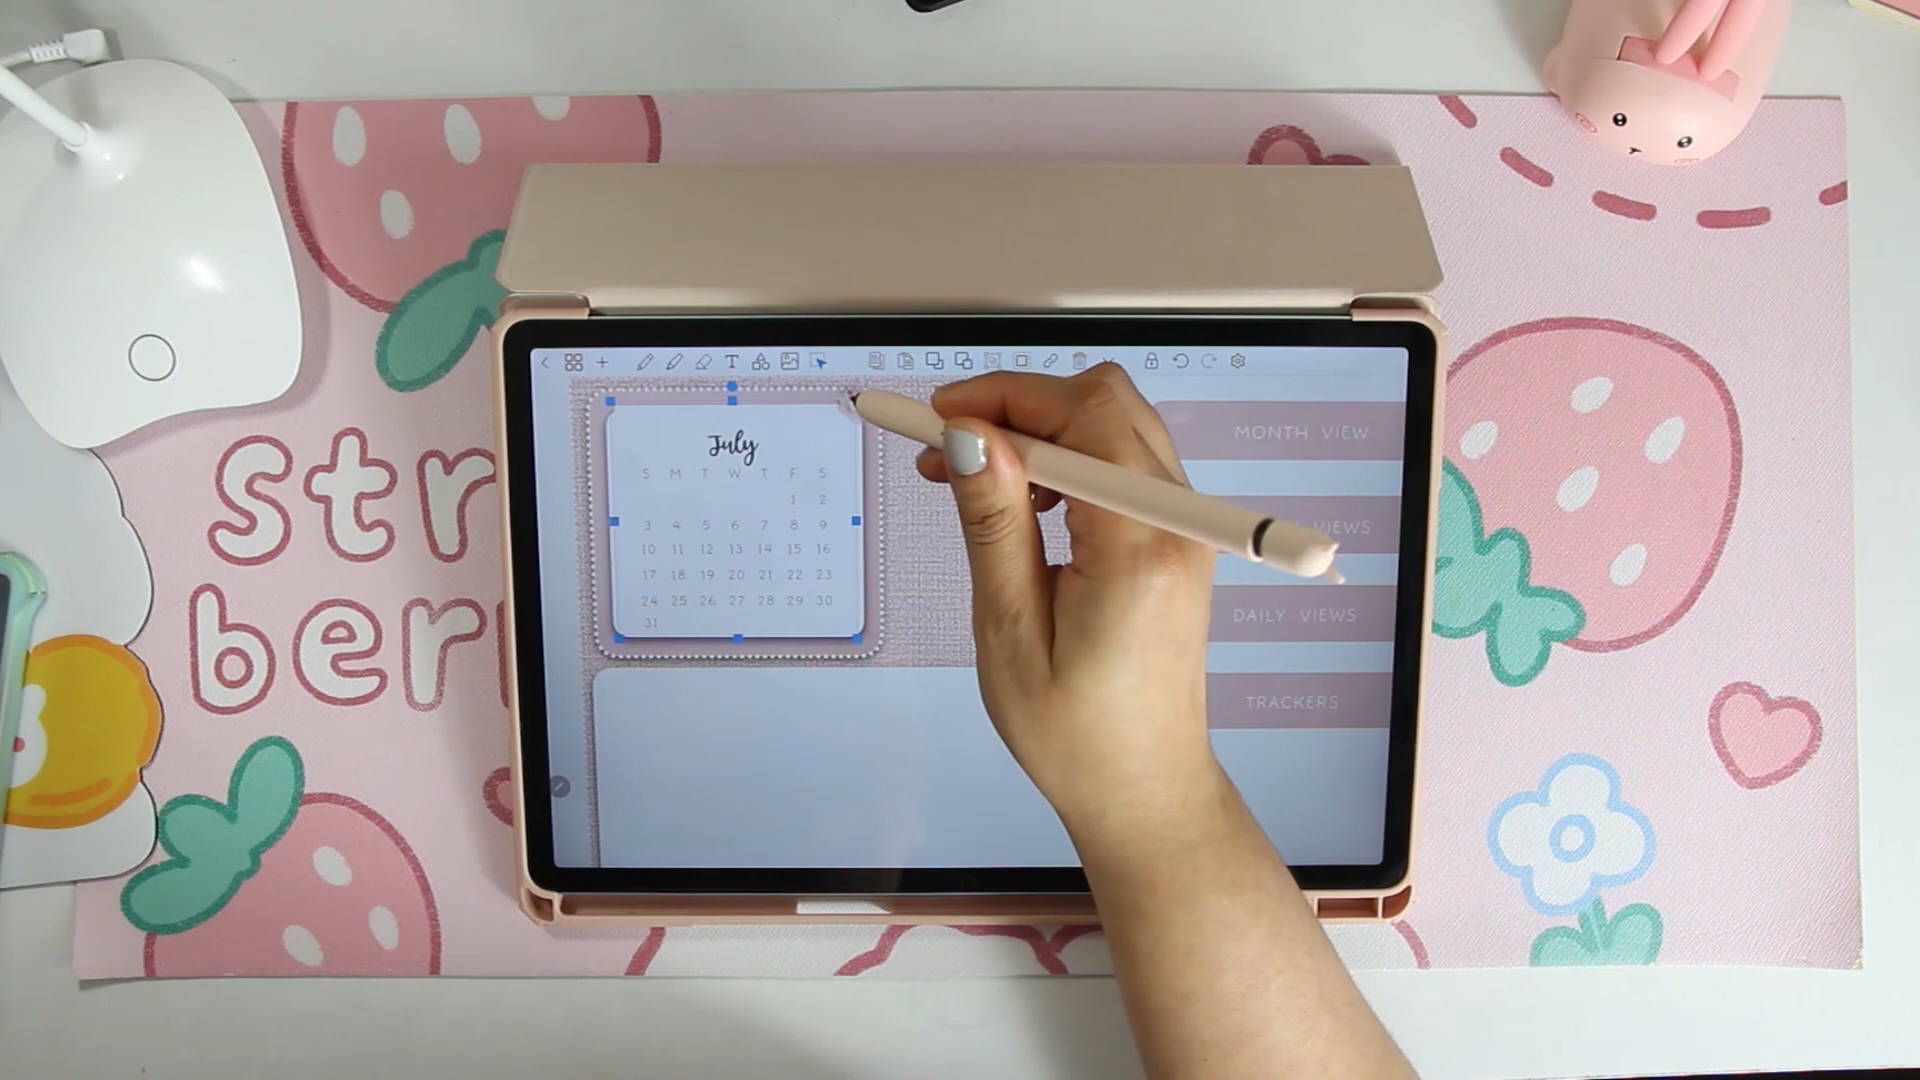 T
July
S M T W T F S
1 2
3 4 5 6 7 8 9
10 11 12 13 14 15 16
17 18 19 20 21 22 23
24 25 26 27 28 29 30
31
MONTH VIEW
VIEWS
DAILY VIEWS
TRACKERS
str
ber